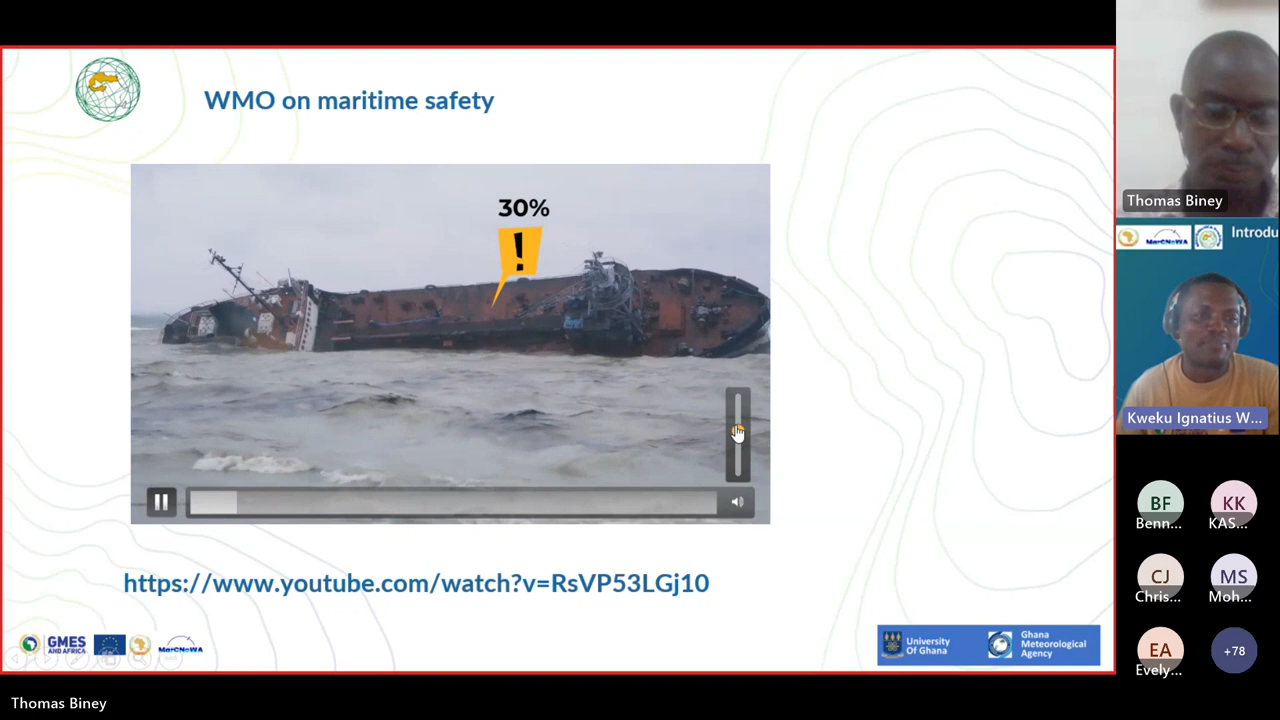 WMO on maritime safety
30%
!
https://www.youtube.com/watch?v=RsVP53LGj10
GMES
AND AFRICA
MarCNoWA
University
Of Ghana
Ghana
Meteorological
Agency
Thomas Biney
Thomas Biney
MarCNoWA
Introdu
Kweku Ignatius W...
BF
Benn...
KK
KAS...
CJ
Chris...
MS
Moh...
EA
Evely...
+78